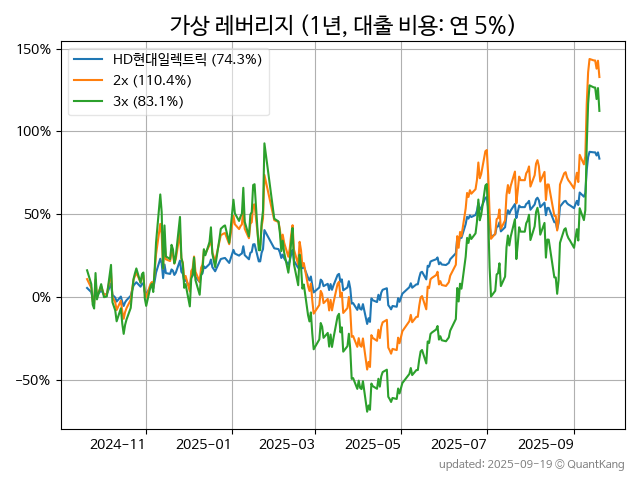 가상 레버리지 (1년, 대출 비용: 연 5%)
150%
100%
50%
0%
−50%
HD현대일렉트릭 (74.3%)
2x (110.4%)
3x (83.1%)
2024-11
2025-01
2025-03
2025-05
2025-07
2025-09
updated: 2025-09-19 © QuantKang